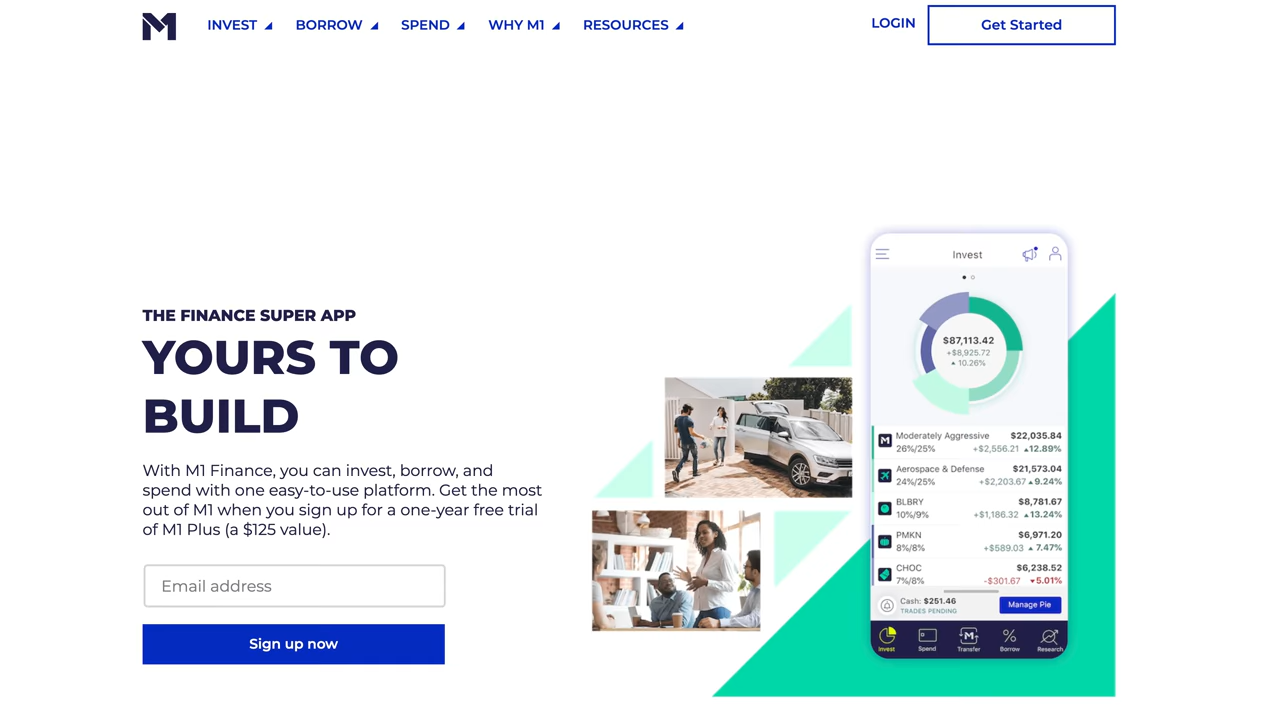 M INVEST BORROW SPEND WHY M1 RESOURCES LOGIN Get Started
THE FINANCE SUPER APP
YOURS TO
BUILD
With M1 Finance, you can invest, borrow, and
spend with one easy-to-use platform. Get the most
out of M1 when you sign up for a one-year free trial
of M1 Plus (a $125 value).
Email address
Sign up now
Invest
$87,113.42
+$8,925.72
10.26%
Moderately Aggressive $22,035.84
26%/25% +$2,556.21 12.89%
Aerospace & Defense $21,573.04
24%/25% +$2,203.67 9.24%
BLBRY $8,781.67
10%/9% +$1,186.32 13.24%
PMKN $6,971.20
8%/8% +$589.03 7.47%
CHOC $6,238.52
7%/8% -$301.67 5.01%
Cash: $251.46
TRADES PENDING
Manage Pie
Invest Spend Transfer Borrow Research